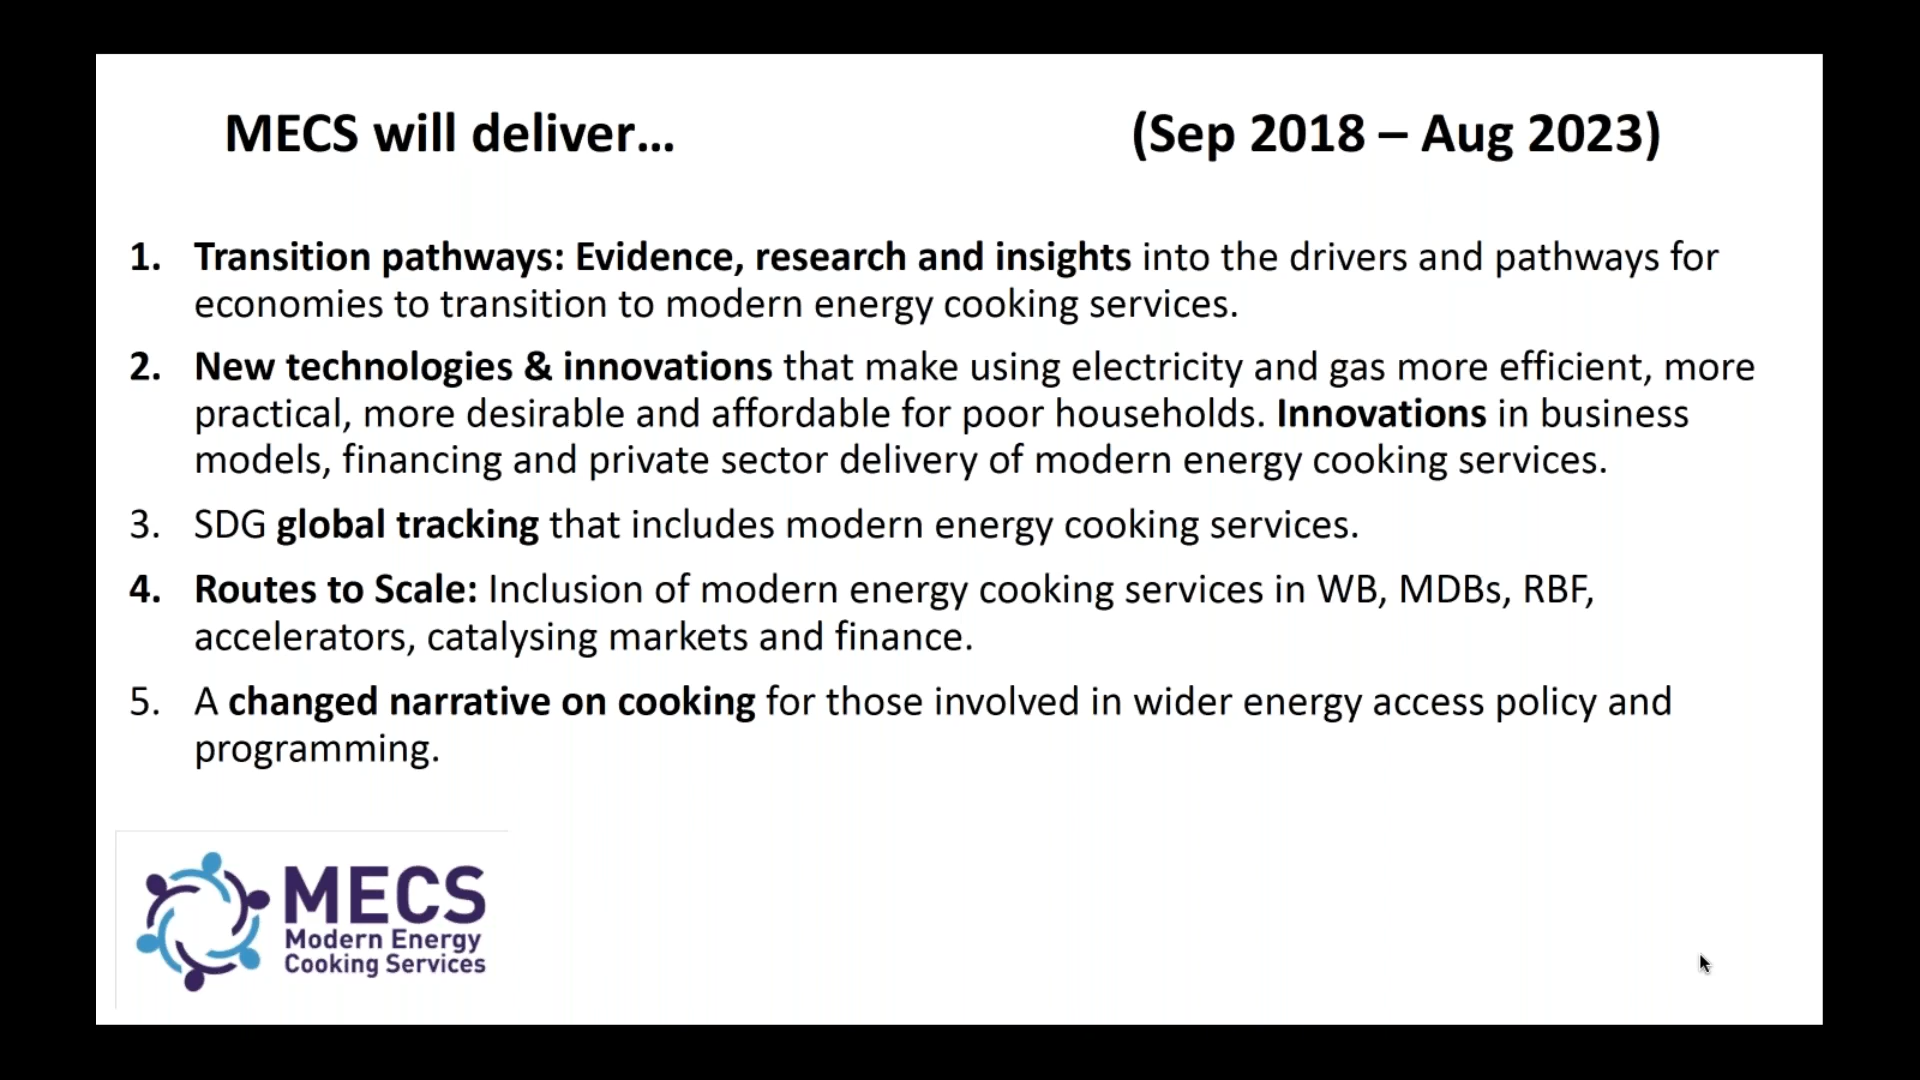 MECS will deliver... (Sep 2018 – Aug 2023)
1. Transition pathways: Evidence, research and insights into the drivers and pathways for
economies to transition to modern energy cooking services.
2. New technologies & innovations that make using electricity and gas more efficient, more
practical, more desirable and affordable for poor households. Innovations in business
models, financing and private sector delivery of modern energy cooking services.
3. SDG global tracking that includes modern energy cooking services.
4. Routes to Scale: Inclusion of modern energy cooking services in WB, MDBs, RBF,
accelerators, catalysing markets and finance.
5. A changed narrative on cooking for those involved in wider energy access policy and
programming.
MECS
Modern Energy
Cooking Services